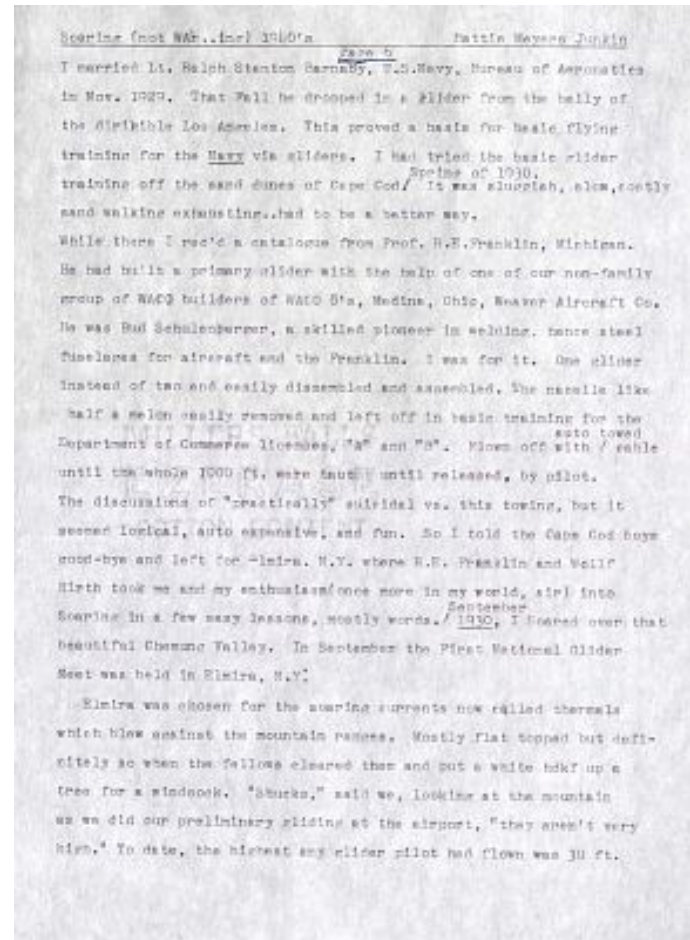 Soaring (not WAR..ing) 1980's Hattie Meyers Junkin
page 5
I married Lt. Ralph Stanton Barnaby, U.S.Navy, Bureau of Aeronautics
in Nov. 1929. That Fall he dropped in a glider from the belly of
the dirikible Los Angeles. This proved a basis for basic flying
training for the Navy via gliders. I had tried the basic glider
Spring of 1930.
training off the sand dunes of Cape Cod/ It was sluggish, slow, costly
sand walking exhausting..had to be a better way.
While there I rec'd a catalogue from Prof. R.E.Franklin, Michigan.
He had built a primary glider with the help of one of our non-family
group of WACO builders of WACO 8's, Medina, Ohio, Weaver Aircraft Co.
He was Bud Schulenberger, a skilled pioneer in welding, hence steel
fuselages for aircraft and the Franklin. I was for it. One glider
instead of two and easily dissembled and assembled. The nacelle like
half a melon easily removed and left off in basic training for the
auto towed
Department of Commerce licenses, "A" and "B". Flown off with / cable
until the whole 1000 ft. were taut until released, by pilot.
The discussions of "practically" suicidal vs. this towing, but it
seemed logical, auto expensive, and fun. So I told the Cape Cod boys
good-bye and left for Elmira, N.Y. where R.E. Franklin and Wolf
Hirth took me and my enthusiasm(once more in my world, air) into
September
Soaring in a few easy lessons, mostly words./ 1930, I Soared over that
beautiful Chemung Valley. In September the First National Glider
Meet was held in Elmira, N.Y.
Elmira was chosen for the soaring currents now called thermals
which blew against the mountain ranges. Mostly flat topped but defi-
nitely so when the fellows cleared them and put a white hdkf up a
tree for a windsock. "Shucks," said we, looking at the mountain
as we did our preliminary gliding at the airport, "they aren't very
high." To date, the highest any glider pilot had flown was 30 ft.